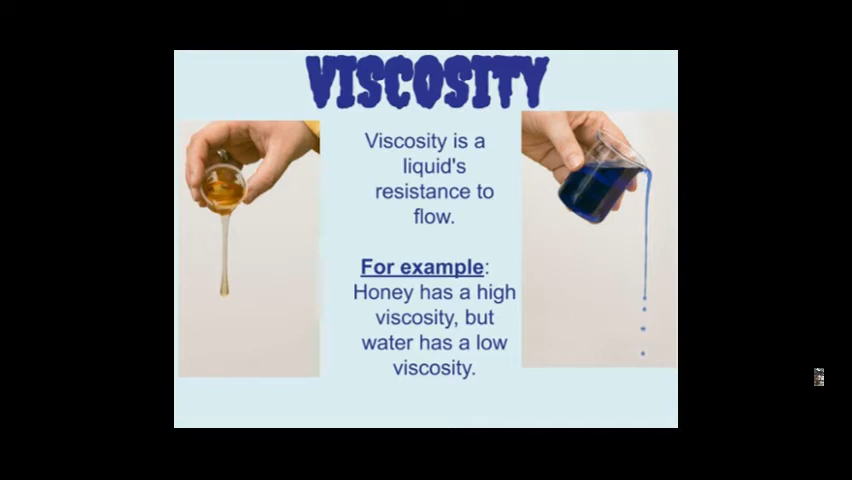 VISCOSITY
Viscosity is a
liquid's
resistance to
flow.
For example:
Honey has a high
viscosity, but
water has a low
viscosity.